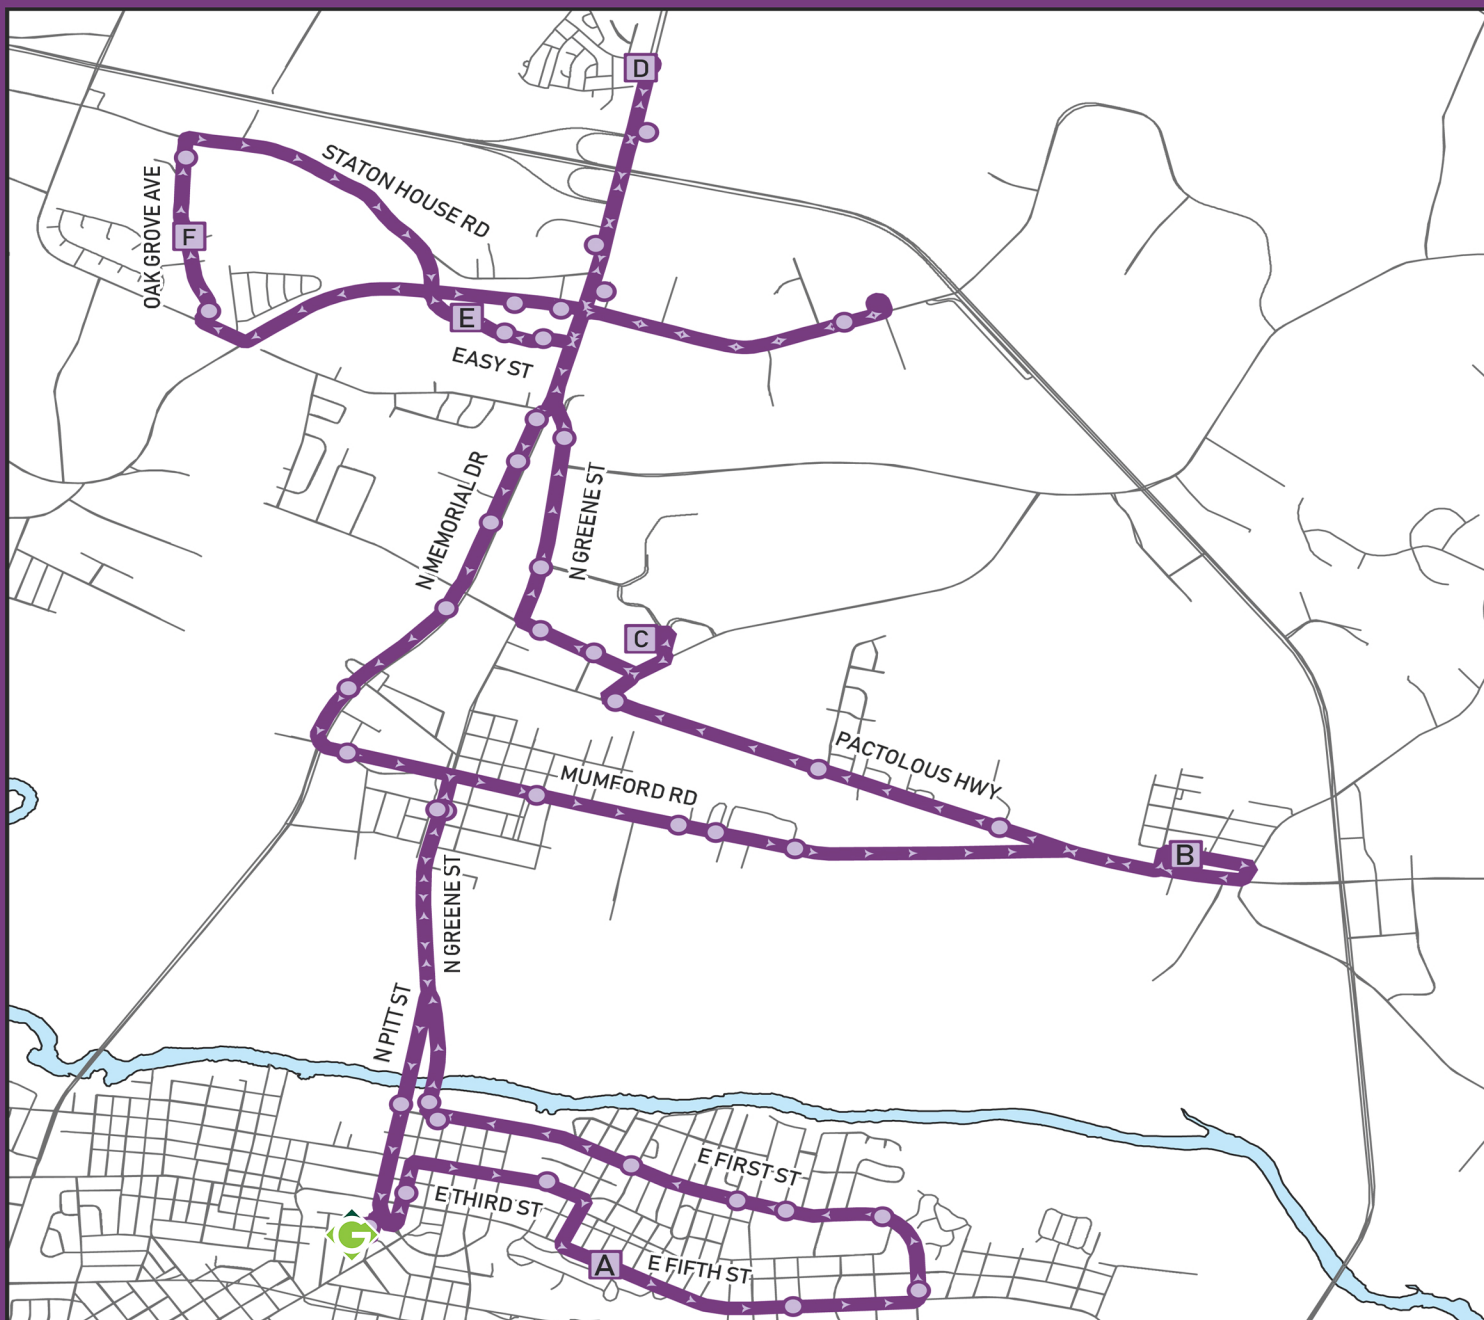 D
STATON HOUSE RD
OAK GROVE AVE
F
E
EASY ST
N MEMORIAL DR
N GREENE ST
C
PACTOLOUS HWY
MUMFORD RD
B
N GREENE ST
N PITT ST
E FIRST ST
E THIRD ST
G
A
E FIFTH ST